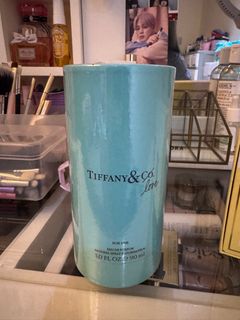 TIFFANY & CO.
Love
FOR HER
EAU DE PARFUM
3.0 FL OZ / 90 ml